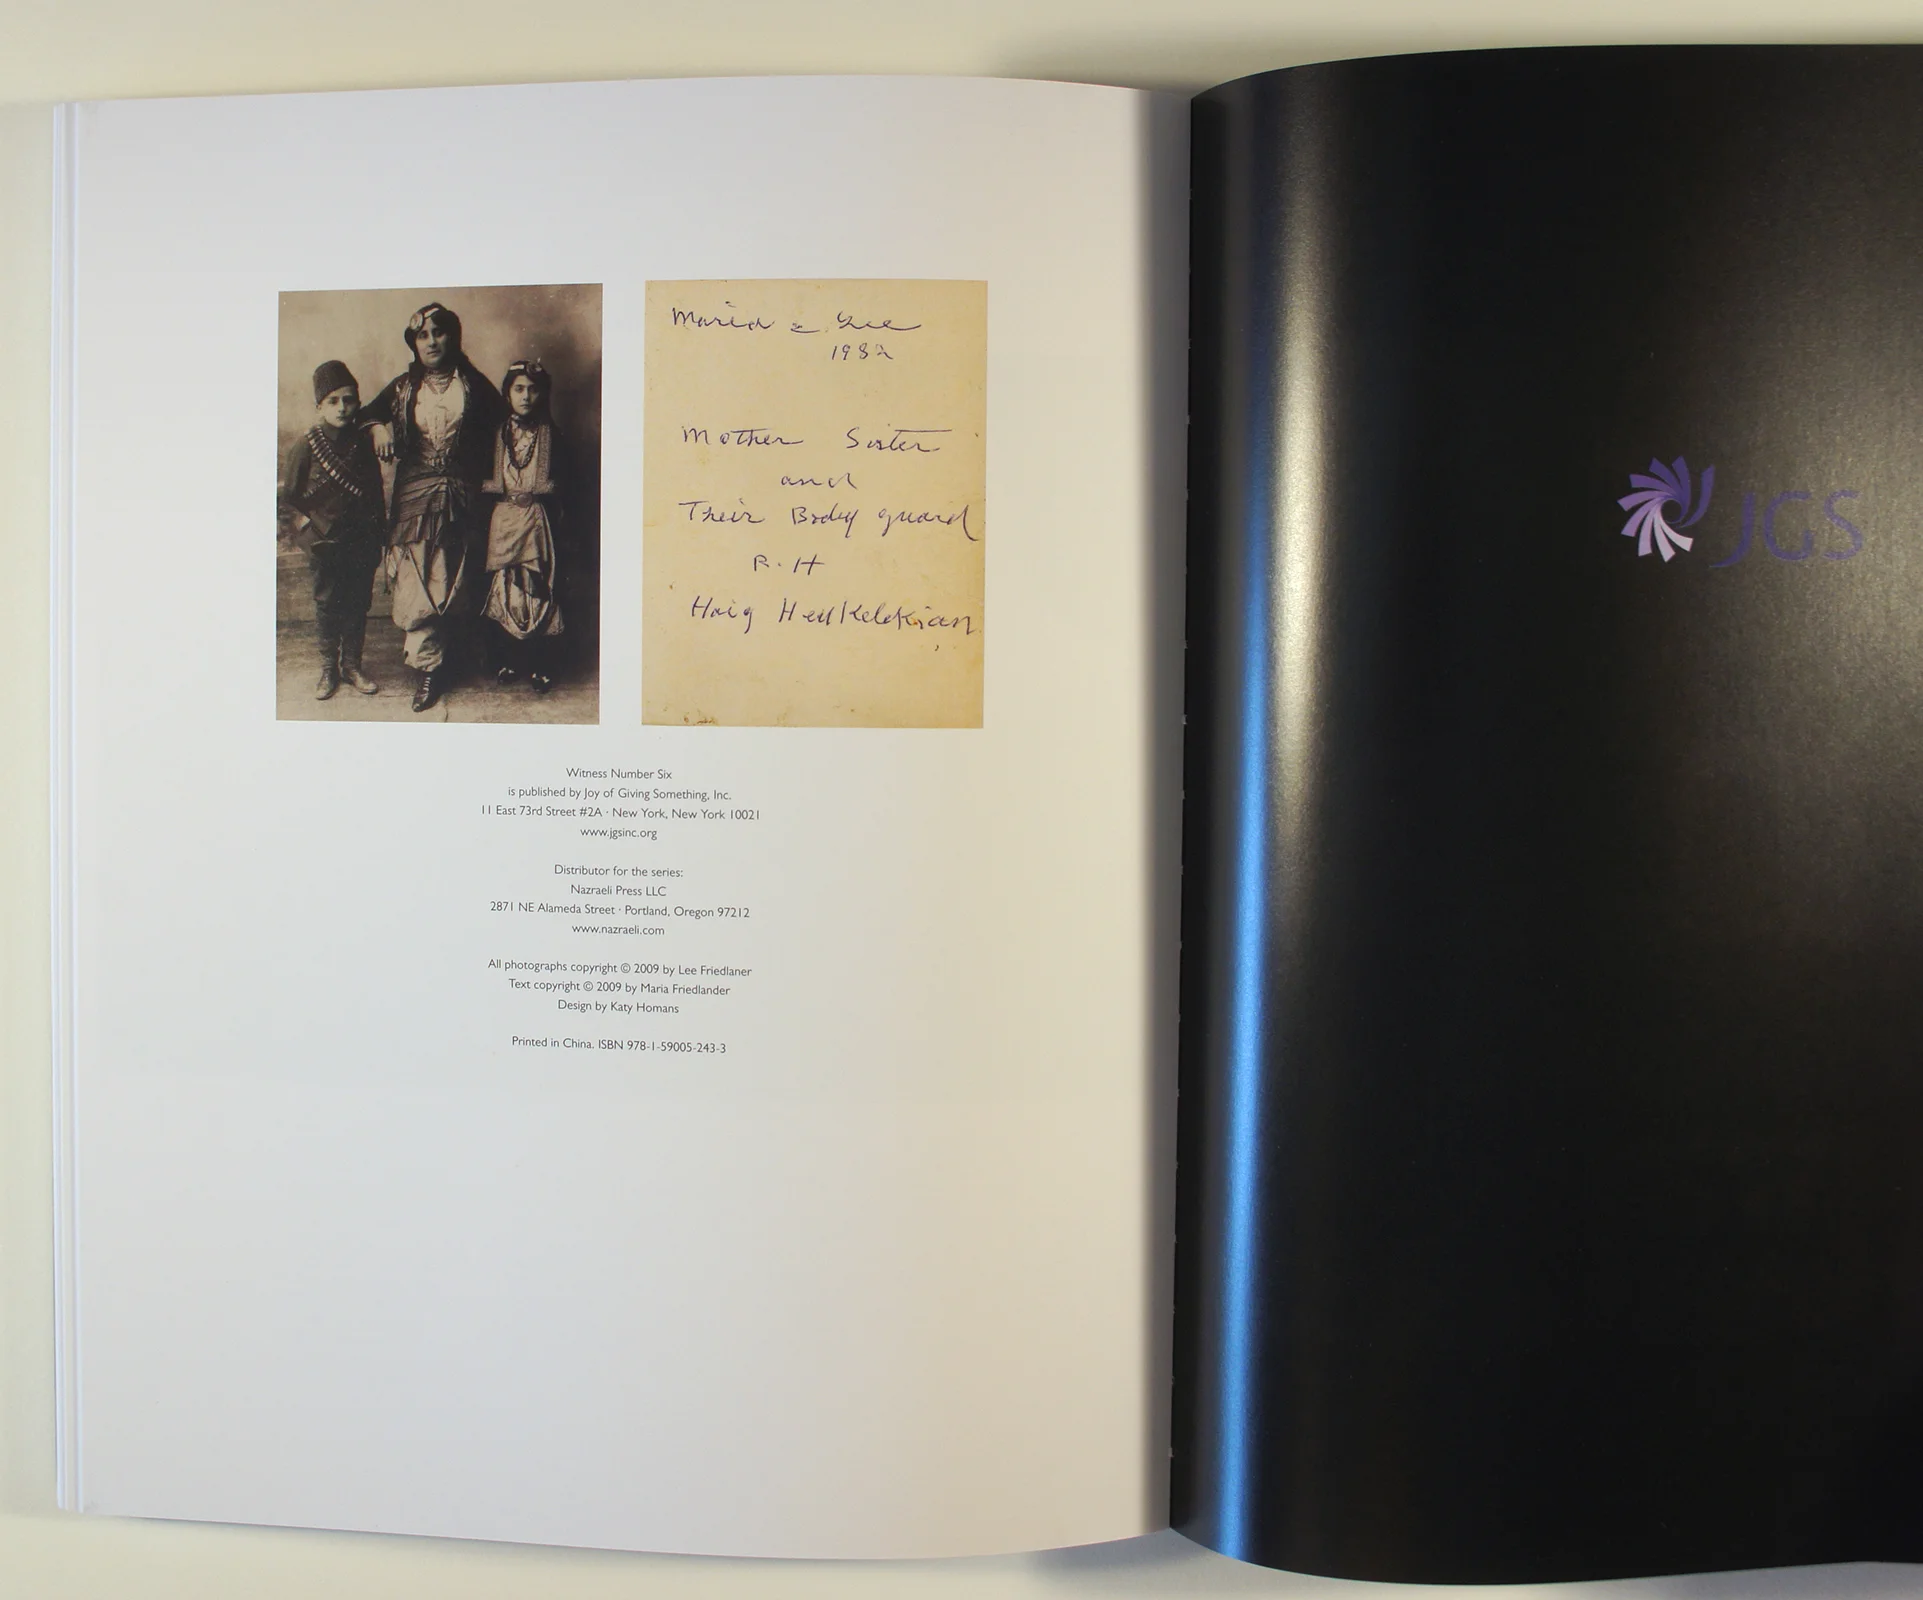 Maria & Lee
1982
Mother Sister
and
Their Body guard
R. H
Haig
Witness Number Six
is published by Joy of Giving Something, Inc.
11 East 73rd Street #2A · New York, New York 10021
www.jgsinc.org
Distributor for the series:
Nazraeli Press LLC
2871 NE Alameda Street · Portland, Oregon 97212
www.nazraeli.com
All photographs copyright © 2009 by Lee Friedlaner
Text copyright © 2009 by Maria Friedlander
Design by Katy Homans
Printed in China. ISBN 978-1-59005-243-3
JGS